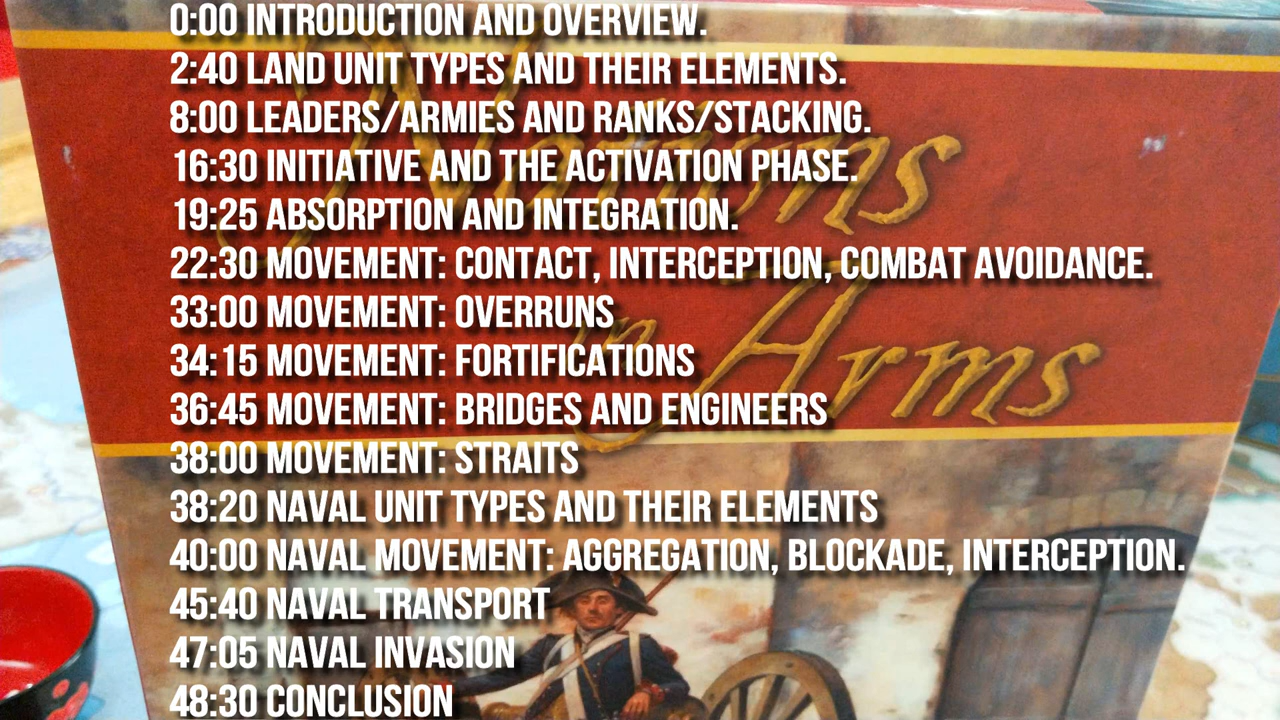 0:00 INTRODUCTION AND OVERVIEW.
2:40 LAND UNIT TYPES AND THEIR ELEMENTS.
8:00 LEADERS/ARMIES AND RANKS/STACKING.
16:30 INITIATIVE AND THE ACTIVATION PHASE.
19:25 ABSORPTION AND INTEGRATION.
22:30 MOVEMENT: CONTACT, INTERCEPTION, COMBAT AVOIDANCE.
33:00 MOVEMENT: OVERRUNS
34:15 MOVEMENT: FORTIFICATIONS
36:45 MOVEMENT: BRIDGES AND ENGINEERS
38:00 MOVEMENT: STRAITS
38:20 NAVAL UNIT TYPES AND THEIR ELEMENTS
40:00 NAVAL MOVEMENT: AGGREGATION, BLOCKADE, INTERCEPTION.
45:40 NAVAL TRANSPORT
47:05 NAVAL INVASION
48:30 CONCLUSION
Nations
in Arms